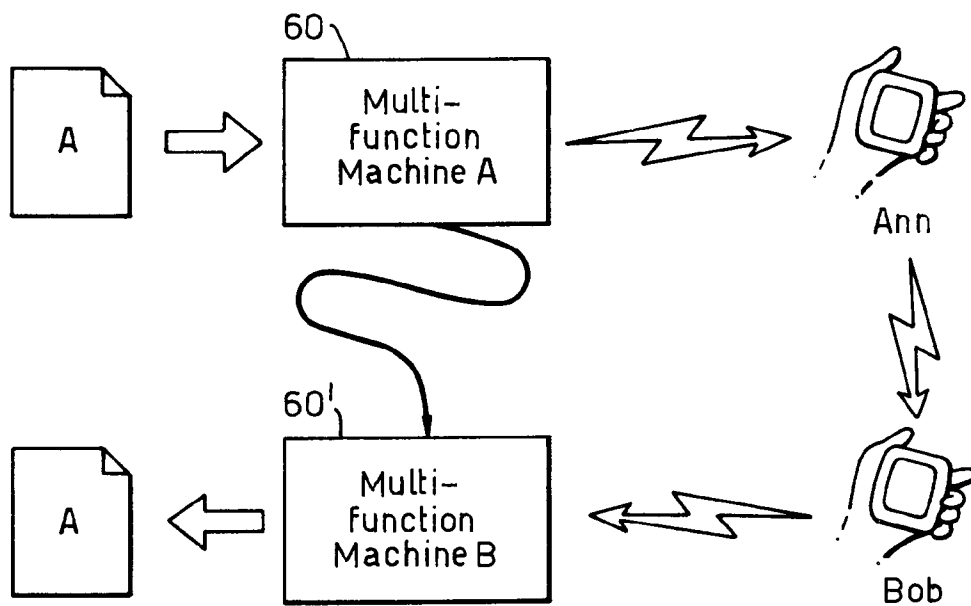 60
A
Multi-
function
Machine A
Ann
60'
A
Multi-
function
Machine B
Bob